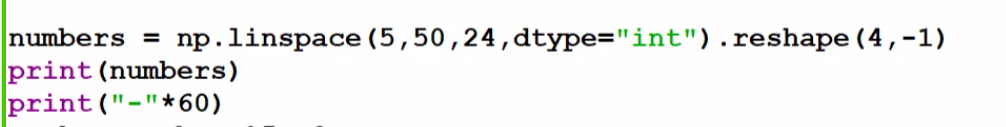 numbers = np.linspace(5,50,24,dtype="int").reshape(4,-1)
print(numbers)
print("-"*60)